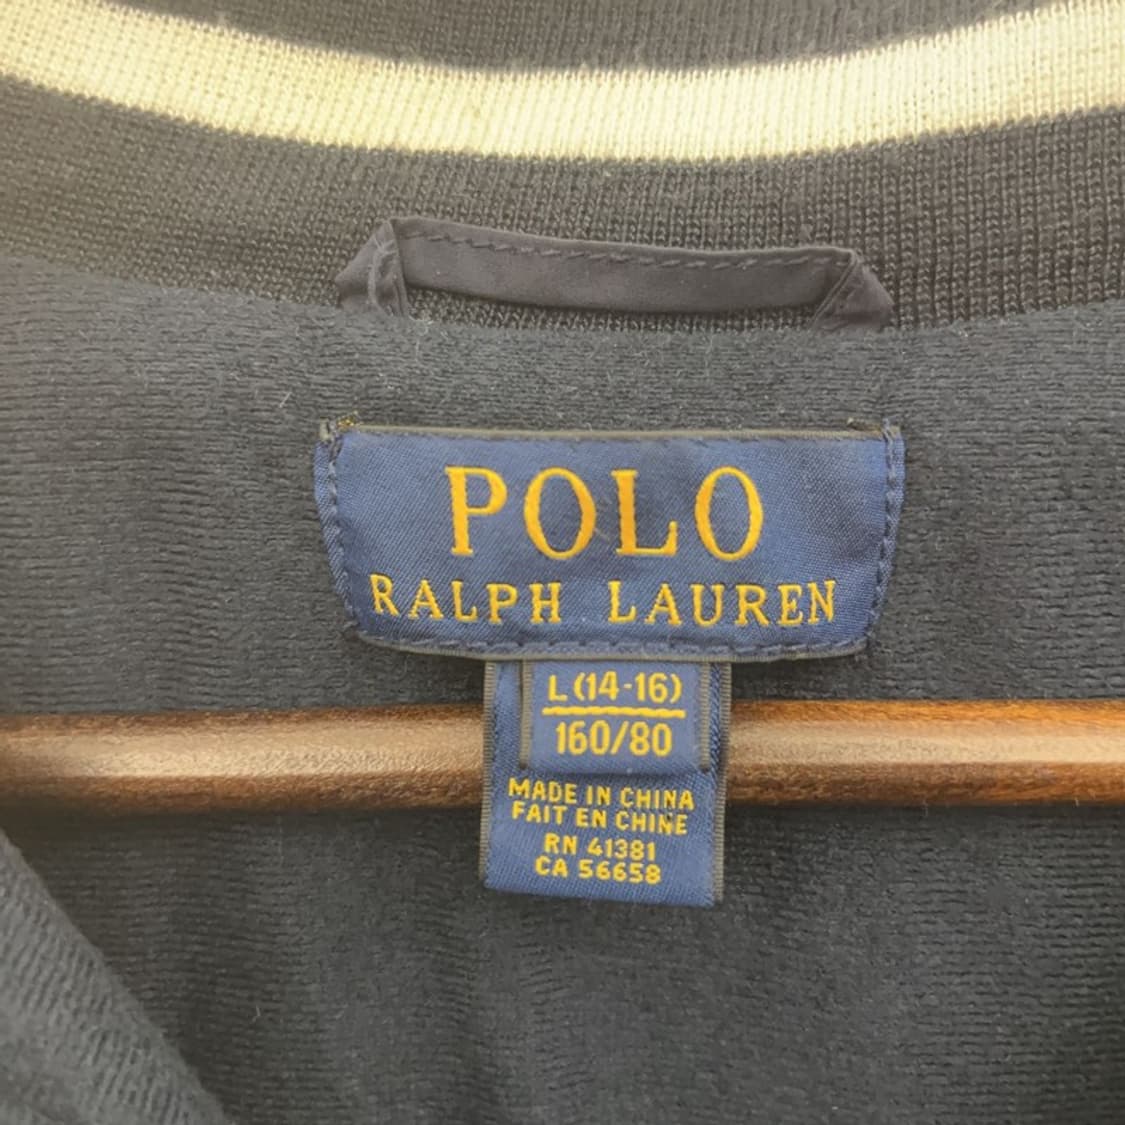 POLO
RALPH LAUREN
L (14-16)
160/80
MADE IN CHINA
FAIT EN CHINE
RN 41381
CA 56658